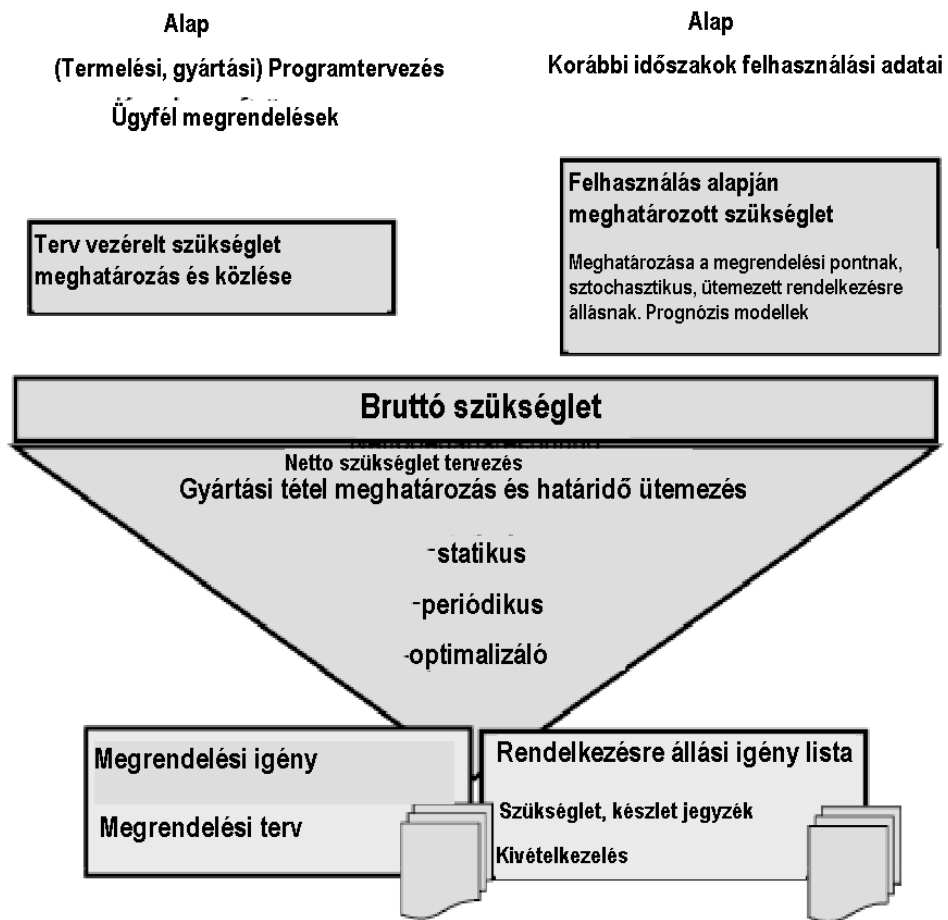 Alap
(Termelési, gyártási) Programtervezés
Ügyfél megrendelések
Alap
Korábbi időszakok felhasználási adatai
Terv vezérelt szükséglet
meghatározás és közlése
Felhasználás alapján
meghatározott szükséglet
Meghatározása a megrendelési pontnak,
sztochasztikus, ütemezett rendelkezésre
állásnak. Prognózis modellek
Bruttó szükséglet
Netto szükséglet tervezés
Gyártási tétel meghatározás és határidő ütemezés
-statikus
-periódikus
-optimalizáló
Megrendelési igény
Megrendelési terv
Rendelkezésre állási igény lista
Szükséglet, készlet jegyzék
Kivételkezelés